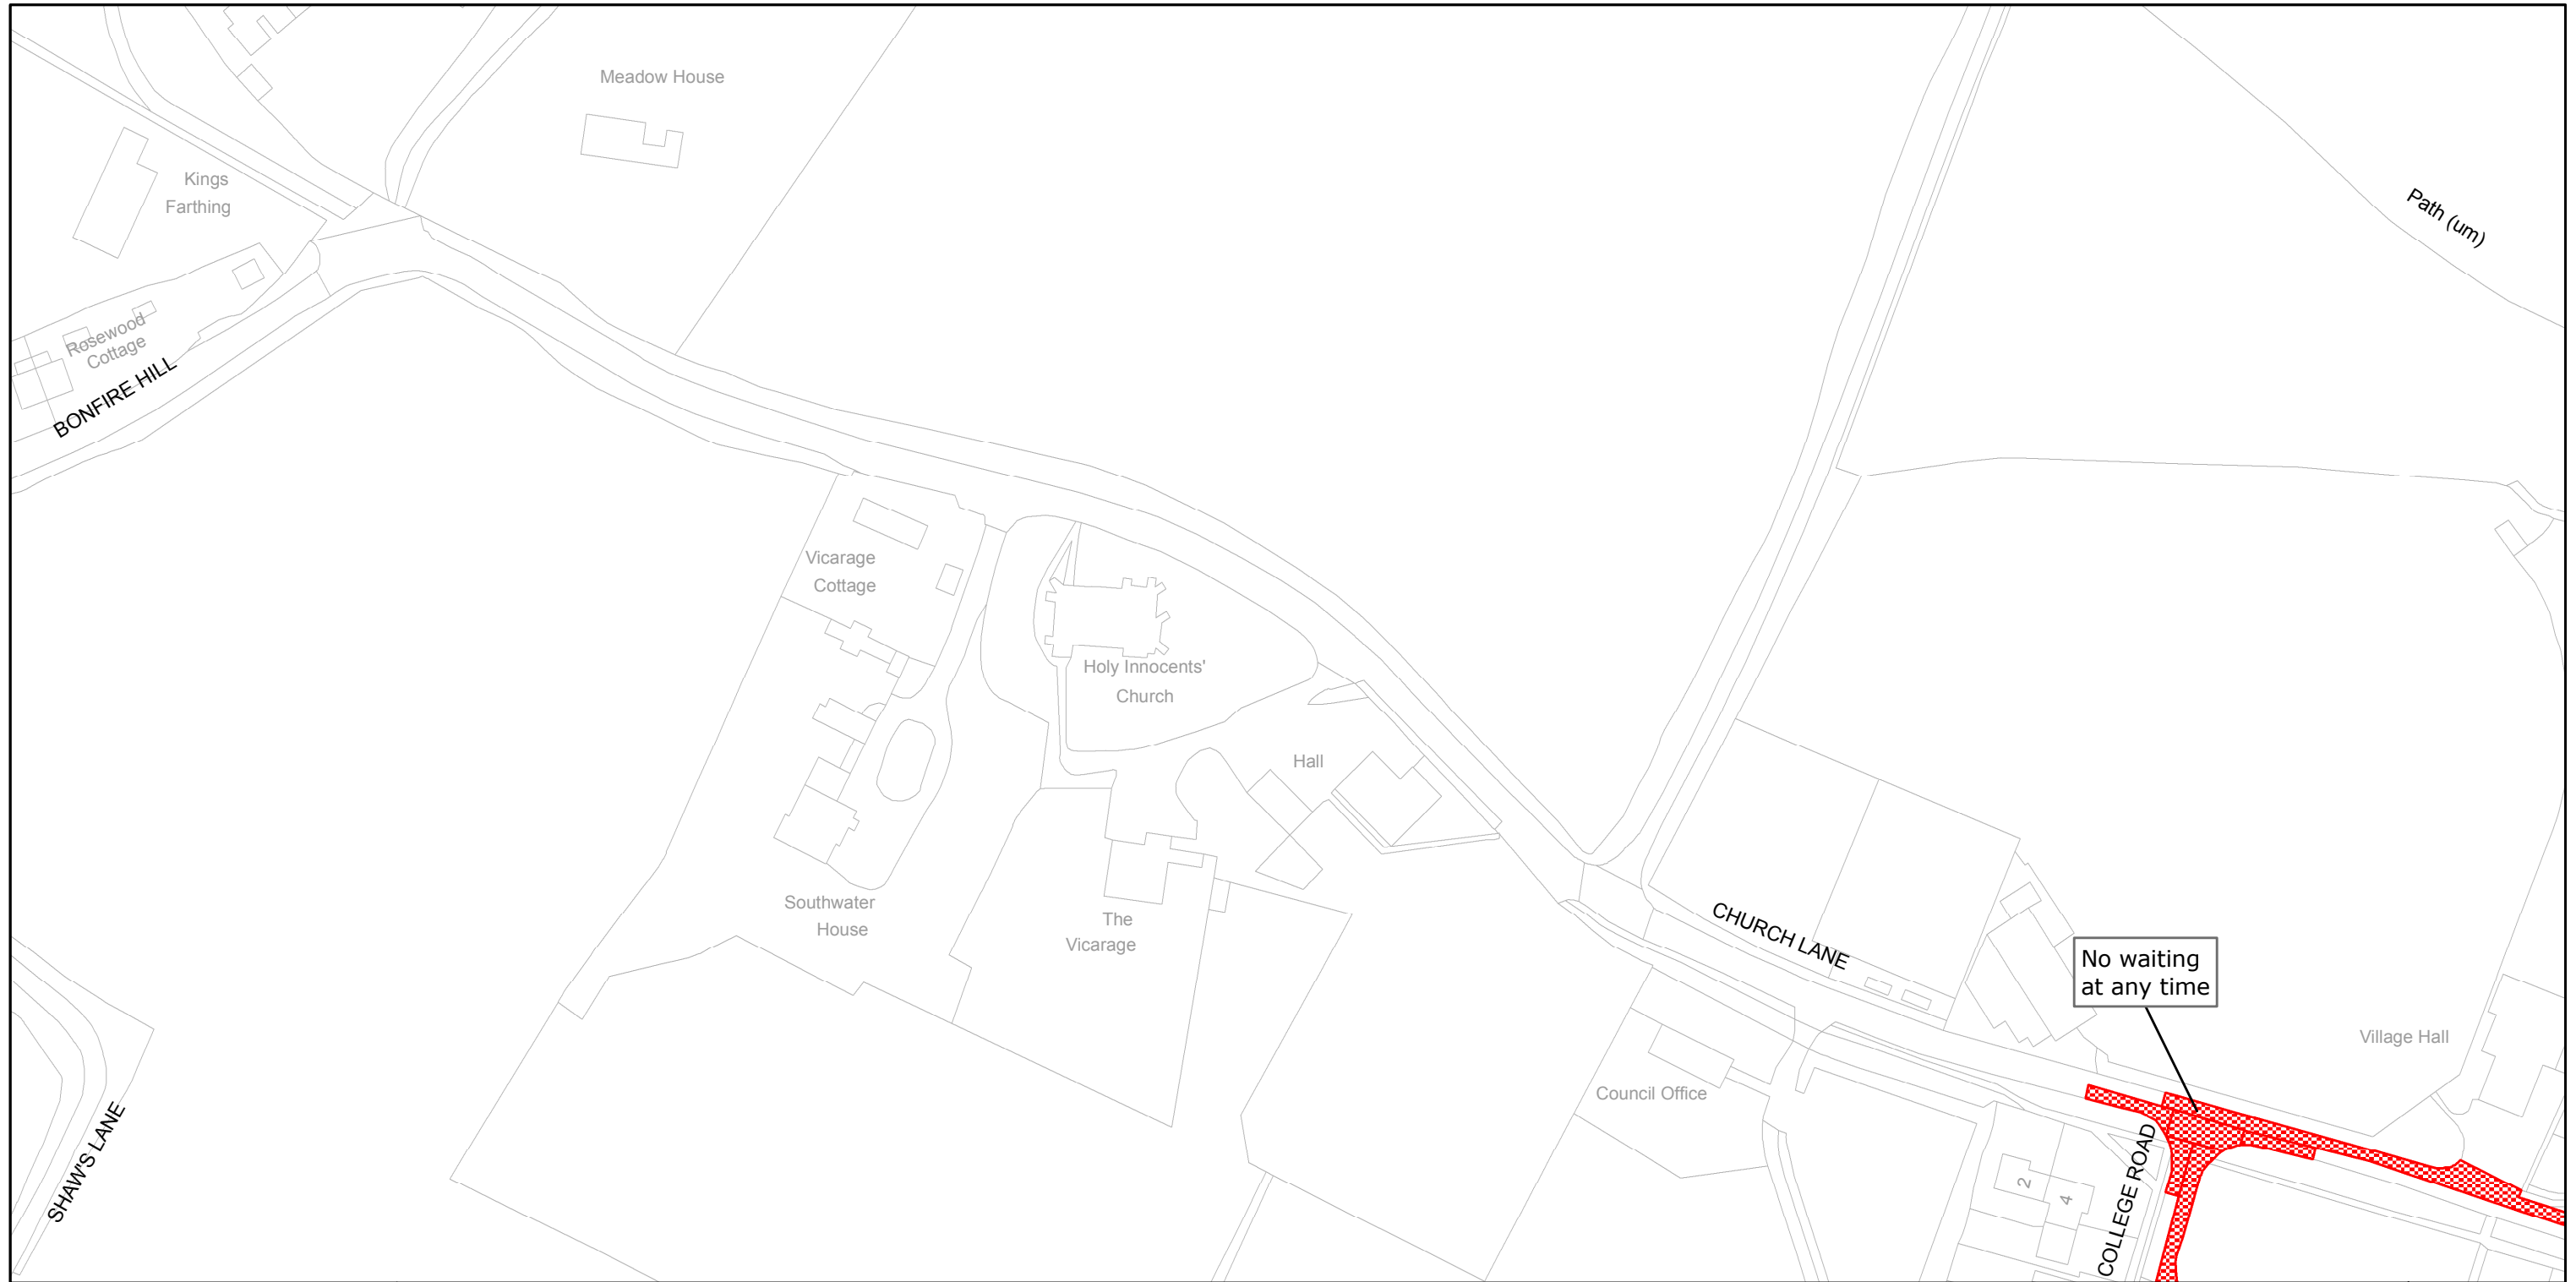 Meadow House
Kings
Farthing
Path (um)
Rosewood
Cottage
BONFIRE HILL
Vicarage
Cottage
Holy Innocents'
Church
Hall
Southwater
House
The
Vicarage
CHURCH LANE
No waiting
at any time
Village Hall
Council Office
SHAW'S LANE
COLLEGE ROAD
2
4